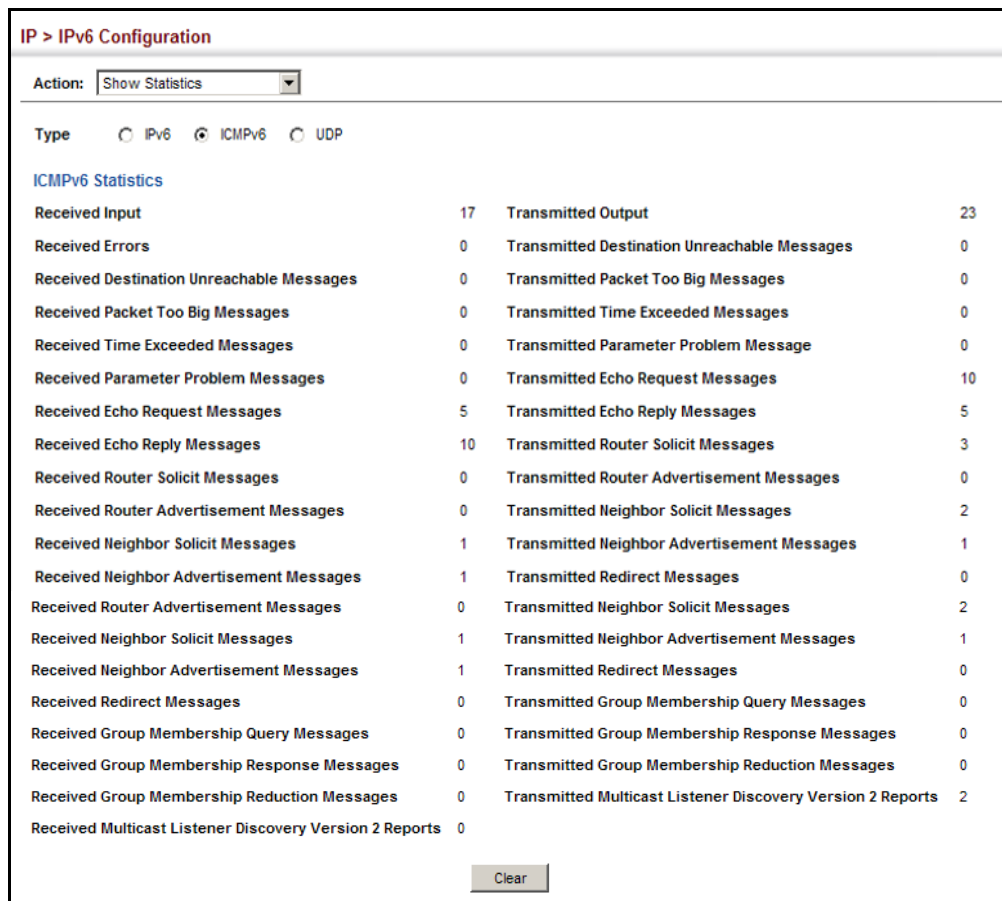 IP > IPv6 Configuration
Action: Show Statistics
Type IPv6 ICMPv6 UDP
ICMPv6 Statistics
Received Input 17 Transmitted Output 23
Received Errors 0 Transmitted Destination Unreachable Messages 0
Received Destination Unreachable Messages 0 Transmitted Packet Too Big Messages 0
Received Packet Too Big Messages 0 Transmitted Time Exceeded Messages 0
Received Time Exceeded Messages 0 Transmitted Parameter Problem Message 0
Received Parameter Problem Messages 0 Transmitted Echo Request Messages 10
Received Echo Request Messages 5 Transmitted Echo Reply Messages 5
Received Echo Reply Messages 10 Transmitted Router Solicit Messages 3
Received Router Solicit Messages 0 Transmitted Router Advertisement Messages 0
Received Router Advertisement Messages 0 Transmitted Neighbor Solicit Messages 2
Received Neighbor Solicit Messages 1 Transmitted Neighbor Advertisement Messages 1
Received Neighbor Advertisement Messages 1 Transmitted Redirect Messages 0
Received Router Advertisement Messages 0 Transmitted Neighbor Solicit Messages 2
Received Neighbor Solicit Messages 1 Transmitted Neighbor Advertisement Messages 1
Received Neighbor Advertisement Messages 1 Transmitted Redirect Messages 0
Received Redirect Messages 0 Transmitted Group Membership Query Messages 0
Received Group Membership Query Messages 0 Transmitted Group Membership Response Messages 0
Received Group Membership Response Messages 0 Transmitted Group Membership Reduction Messages 0
Received Group Membership Reduction Messages 0 Transmitted Multicast Listener Discovery Version 2 Reports 2
Received Multicast Listener Discovery Version 2 Reports 0
Clear